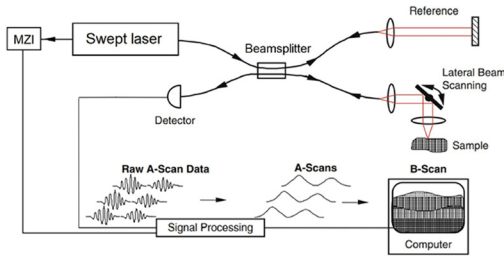 Reference
MZI
Swept laser
Beamsplitter
Lateral Beam
Scanning
Detector
Sample
Raw A-Scan Data
A-Scans
B-Scan
Signal Processing
Computer